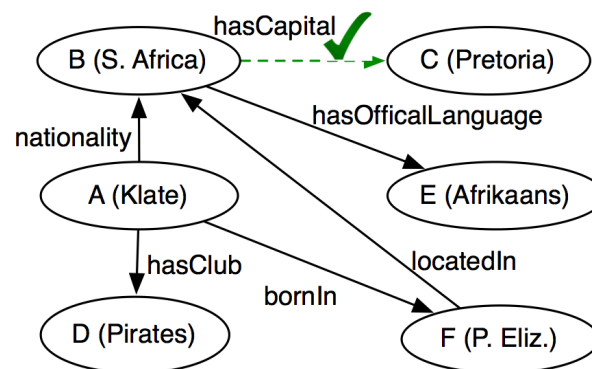 hasCapital
B (S. Africa)
C (Pretoria)
hasOfficalLanguage
nationality
A (Klate)
E (Afrikaans)
hasClub
locatedIn
bornIn
D (Pirates)
F (P. Eliz.)